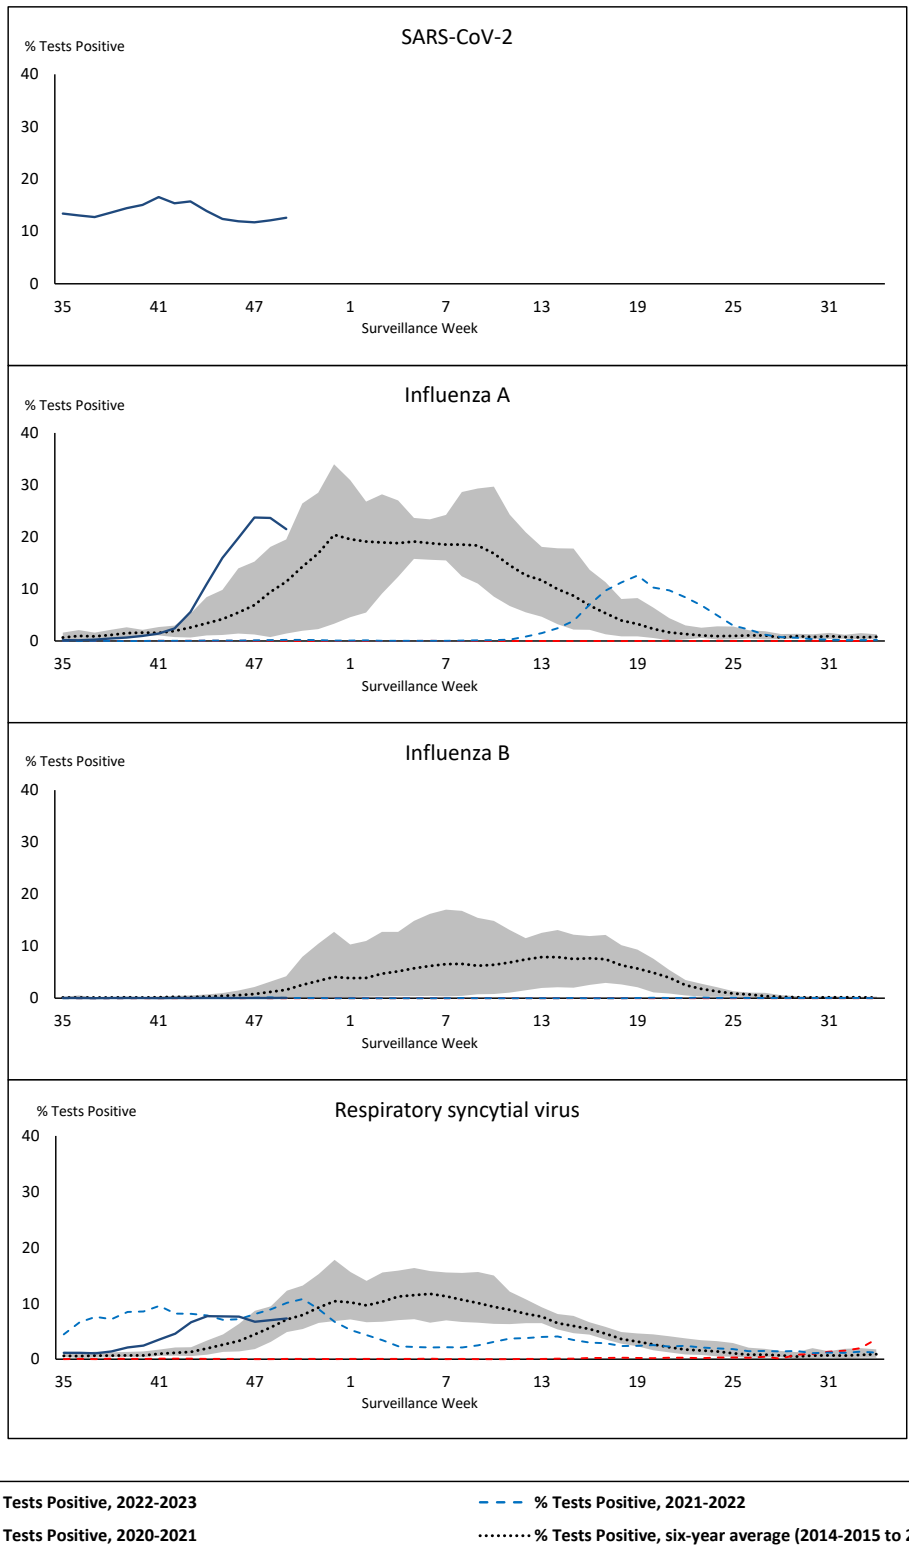 SARS-CoV-2
% Tests Positive
40
30
20
10
0
35 41 47 1 7 13 19 25 31
Surveillance Week
Influenza A
% Tests Positive
40
30
20
10
0
35 41 47 1 7 13 19 25 31
Surveillance Week
Influenza B
% Tests Positive
40
30
20
10
0
35 41 47 1 7 13 19 25 31
Surveillance Week
Respiratory syncytial virus
% Tests Positive
40
30
20
10
0
35 41 47 1 7 13 19 25 31
Surveillance Week
Tests Positive, 2022-2023 % Tests Positive, 2021-2022
Tests Positive, 2020-2021 % Tests Positive, six-year average (2014-2015 to